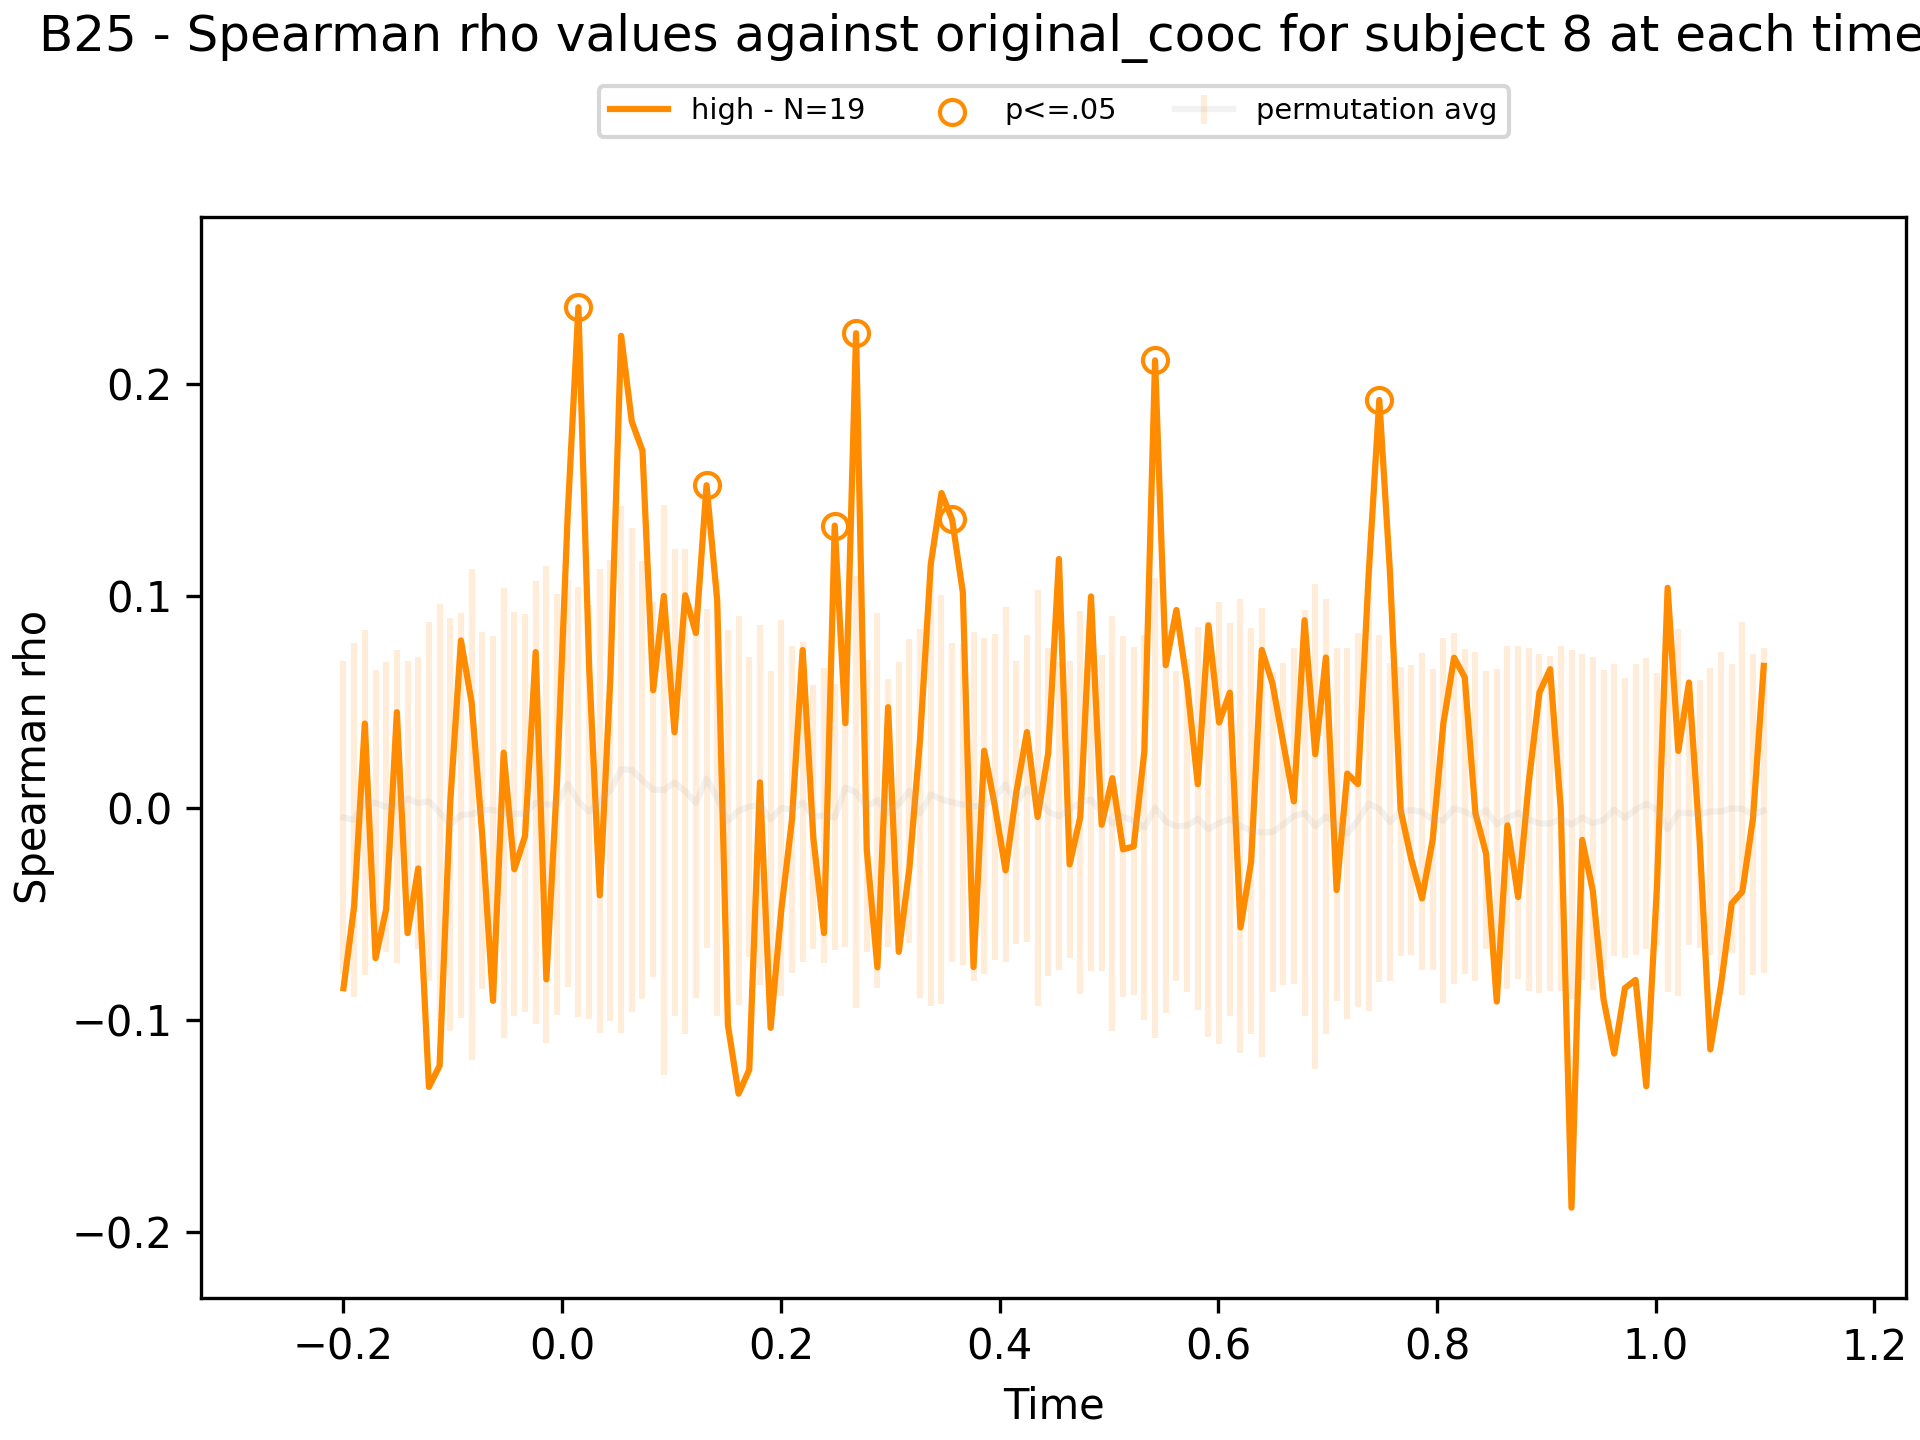 B25 - Spearman rho values against original_cooc for subject 8 at each time
high - N=19 p<=.05 permutation avg
Spearman rho
0.2
0.1
0.0
−0.1
−0.2
−0.2 0.0 0.2 0.4 0.6 0.8 1.0 1.2
Time